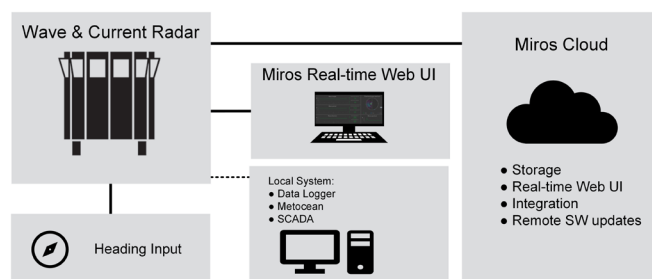 Wave & Current Radar
Miros Real-time Web UI
Local System:
● Data Logger
● Metocean
● SCADA
Heading Input
Miros Cloud
● Storage
● Real-time Web UI
● Integration
● Remote SW updates